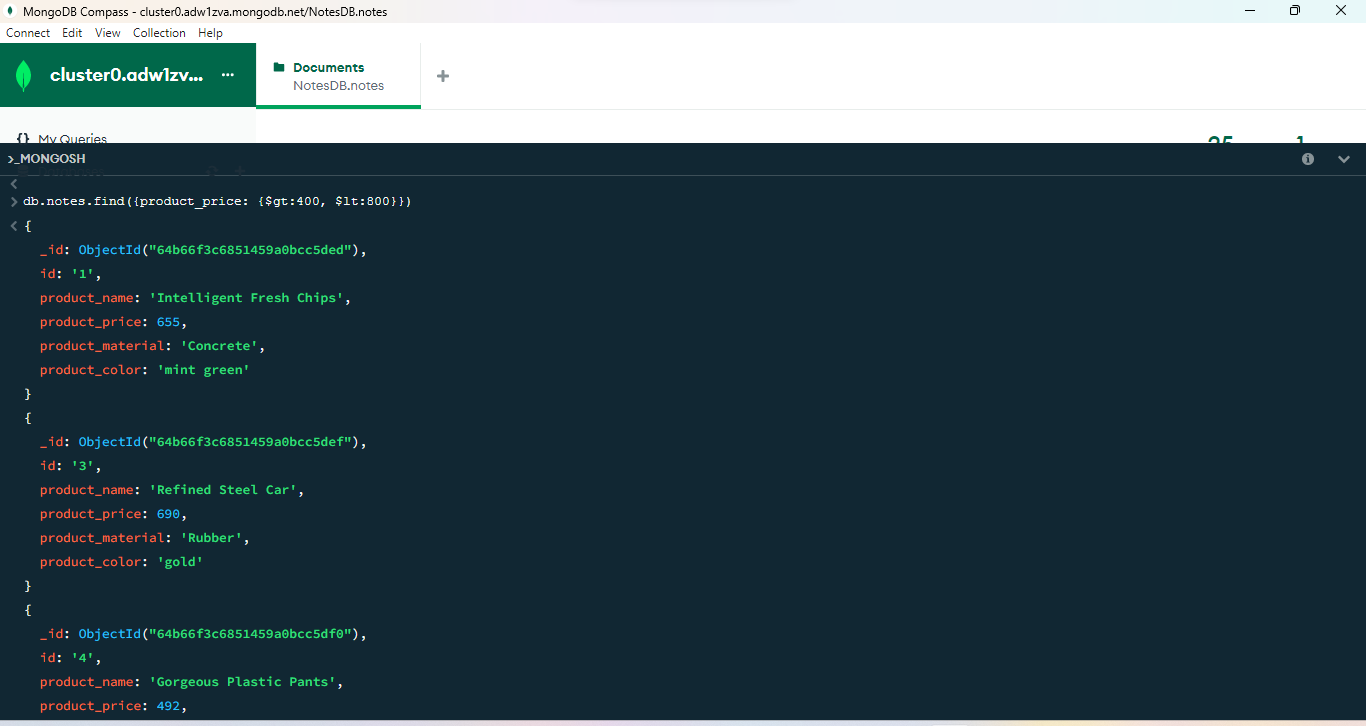 MongoDB Compass - cluster0.adw1zva.mongodb.net/NotesDB.notes
Connect Edit View Collection Help
cluster0.adw1zv... ...
Documents
NotesDB.notes
+
{} My Queries
25 1
>_MONGOSH
<
> db.notes.find({product_price: {$gt:400, $lt:800}})
< {
_id: ObjectId("64b66f3c6851459a0bcc5ded"),
id: '1',
product_name: 'Intelligent Fresh Chips',
product_price: 655,
product_material: 'Concrete',
product_color: 'mint green'
}
{
_id: ObjectId("64b66f3c6851459a0bcc5def"),
id: '3',
product_name: 'Refined Steel Car',
product_price: 690,
product_material: 'Rubber',
product_color: 'gold'
}
{
_id: ObjectId("64b66f3c6851459a0bcc5df0"),
id: '4',
product_name: 'Gorgeous Plastic Pants',
product_price: 492,